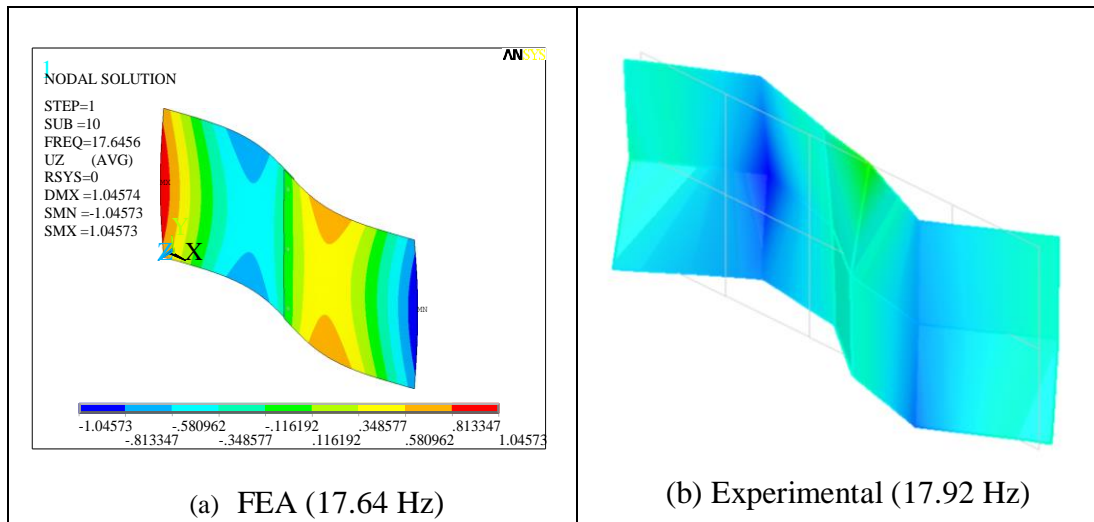 ANSYS
1
NODAL SOLUTION
STEP=1
SUB =10
FREQ=17.6456
UZ (AVG)
RSYS=0
DMX =1.04574
SMN =-1.04573
SMX =1.04573
MX
Y
Z X
MN
-1.04573 -.580962 -.116192 .348577 .813347
-.813347 -.348577 .116192 .580962 1.04573
(a) FEA (17.64 Hz)
(b) Experimental (17.92 Hz)